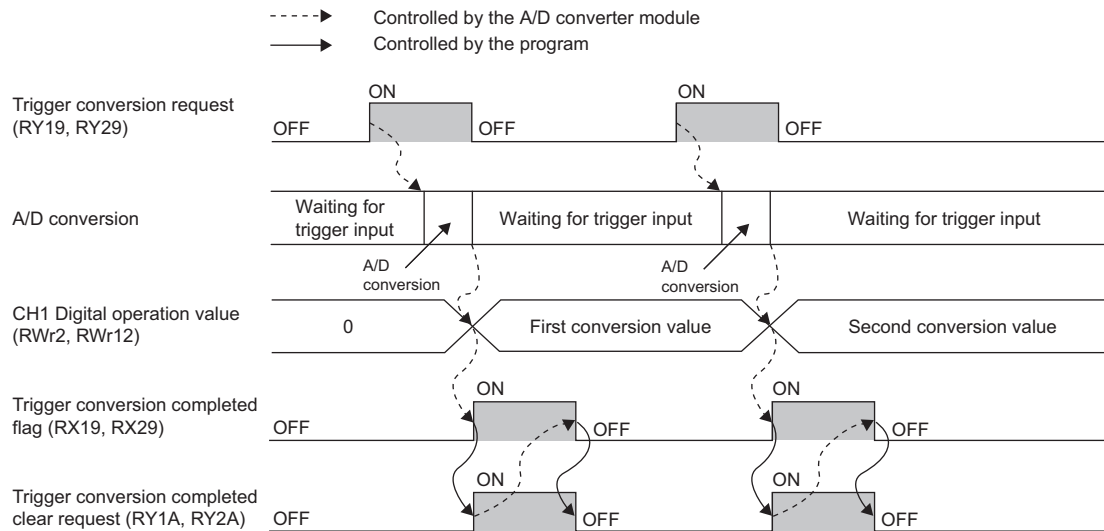 Controlled by the A/D converter module
Controlled by the program
Trigger conversion request
(RY19, RY29)
OFF
ON
OFF
ON
OFF
A/D conversion
Waiting for
trigger input
Waiting for trigger input
Waiting for trigger input
A/D
conversion
A/D
conversion
CH1 Digital operation value
(RWr2, RWr12)
0
First conversion value
Second conversion value
Trigger conversion completed
flag (RX19, RX29)
OFF
ON
OFF
ON
OFF
Trigger conversion completed
clear request (RY1A, RY2A)
OFF
ON
OFF
ON
OFF